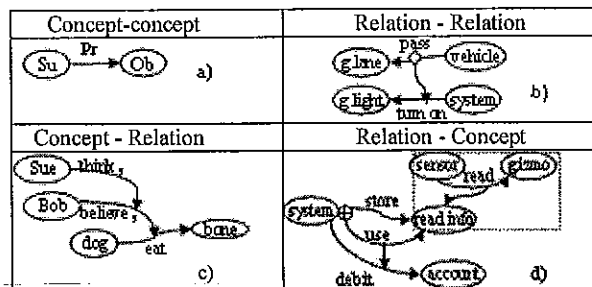 Concept-concept
Relation - Relation
Pr
Su
Ob
a)
pass
g.lane
vehicle
g.light
system
turn on
b)
Concept - Relation
Relation - Concept
Sue
think,
Bob
believe,
dog
eat
bone
c)
sensor
gizmo
read
system
store
read info
use
debit
account
d)